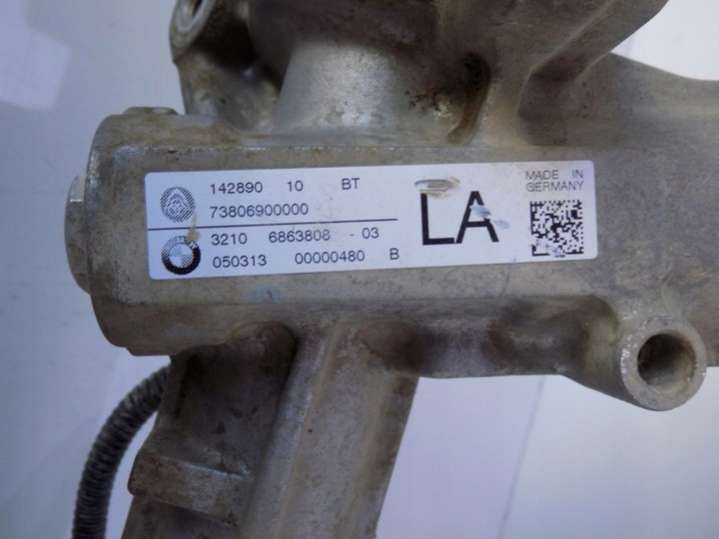 142890 10 BT
73806900000
3210 6863808 - 03
050313 00000480 B
LA
MADE IN
GERMANY